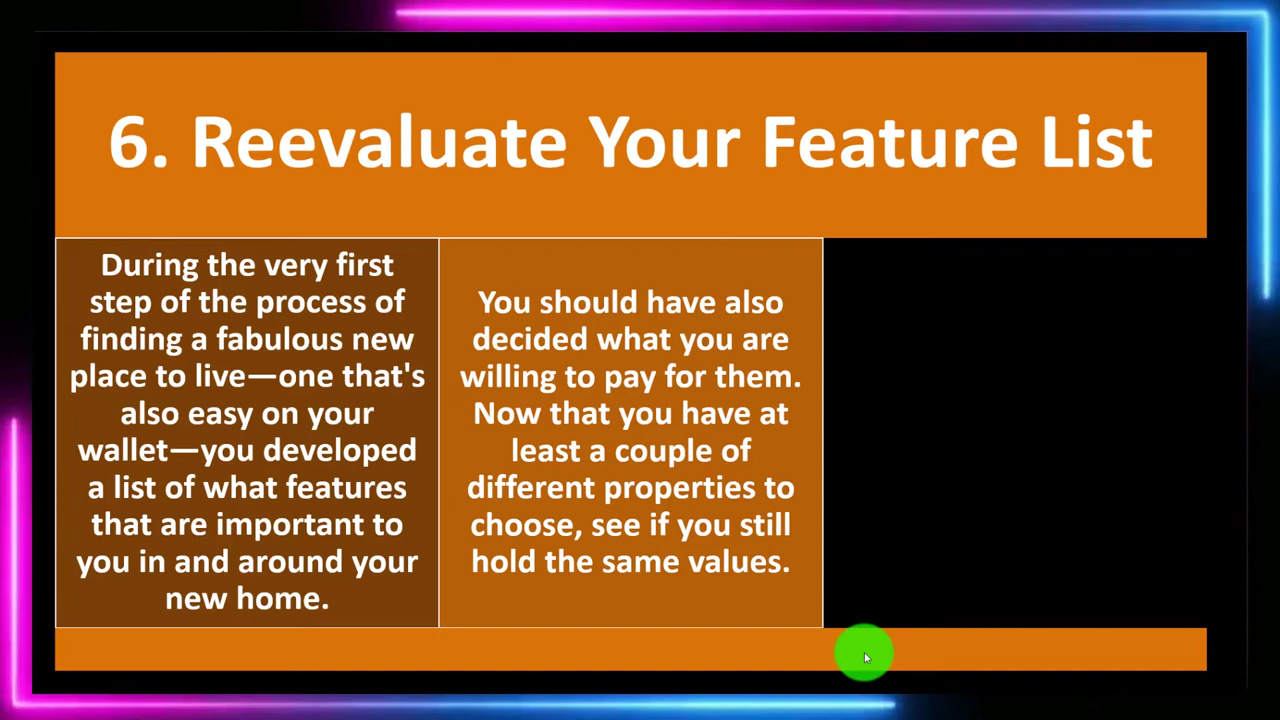 6. Reevaluate Your Feature List
During the very first
step of the process of
finding a fabulous new
place to live—one that's
also easy on your
wallet—you developed
a list of what features
that are important to
you in and around your
new home.
You should have also
decided what you are
willing to pay for them.
Now that you have at
least a couple of
different properties to
choose, see if you still
hold the same values.